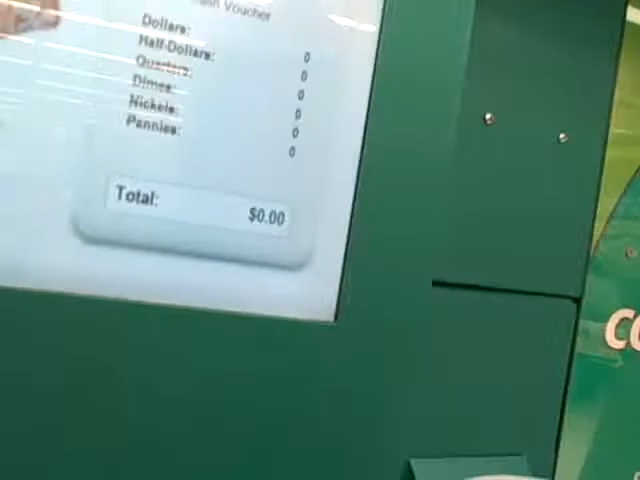 Voucher
Dollars: 0
Half-Dollars: 0
Quarters: 0
Dimes: 0
Nickels: 0
Pennies: 0
Total: $0.00